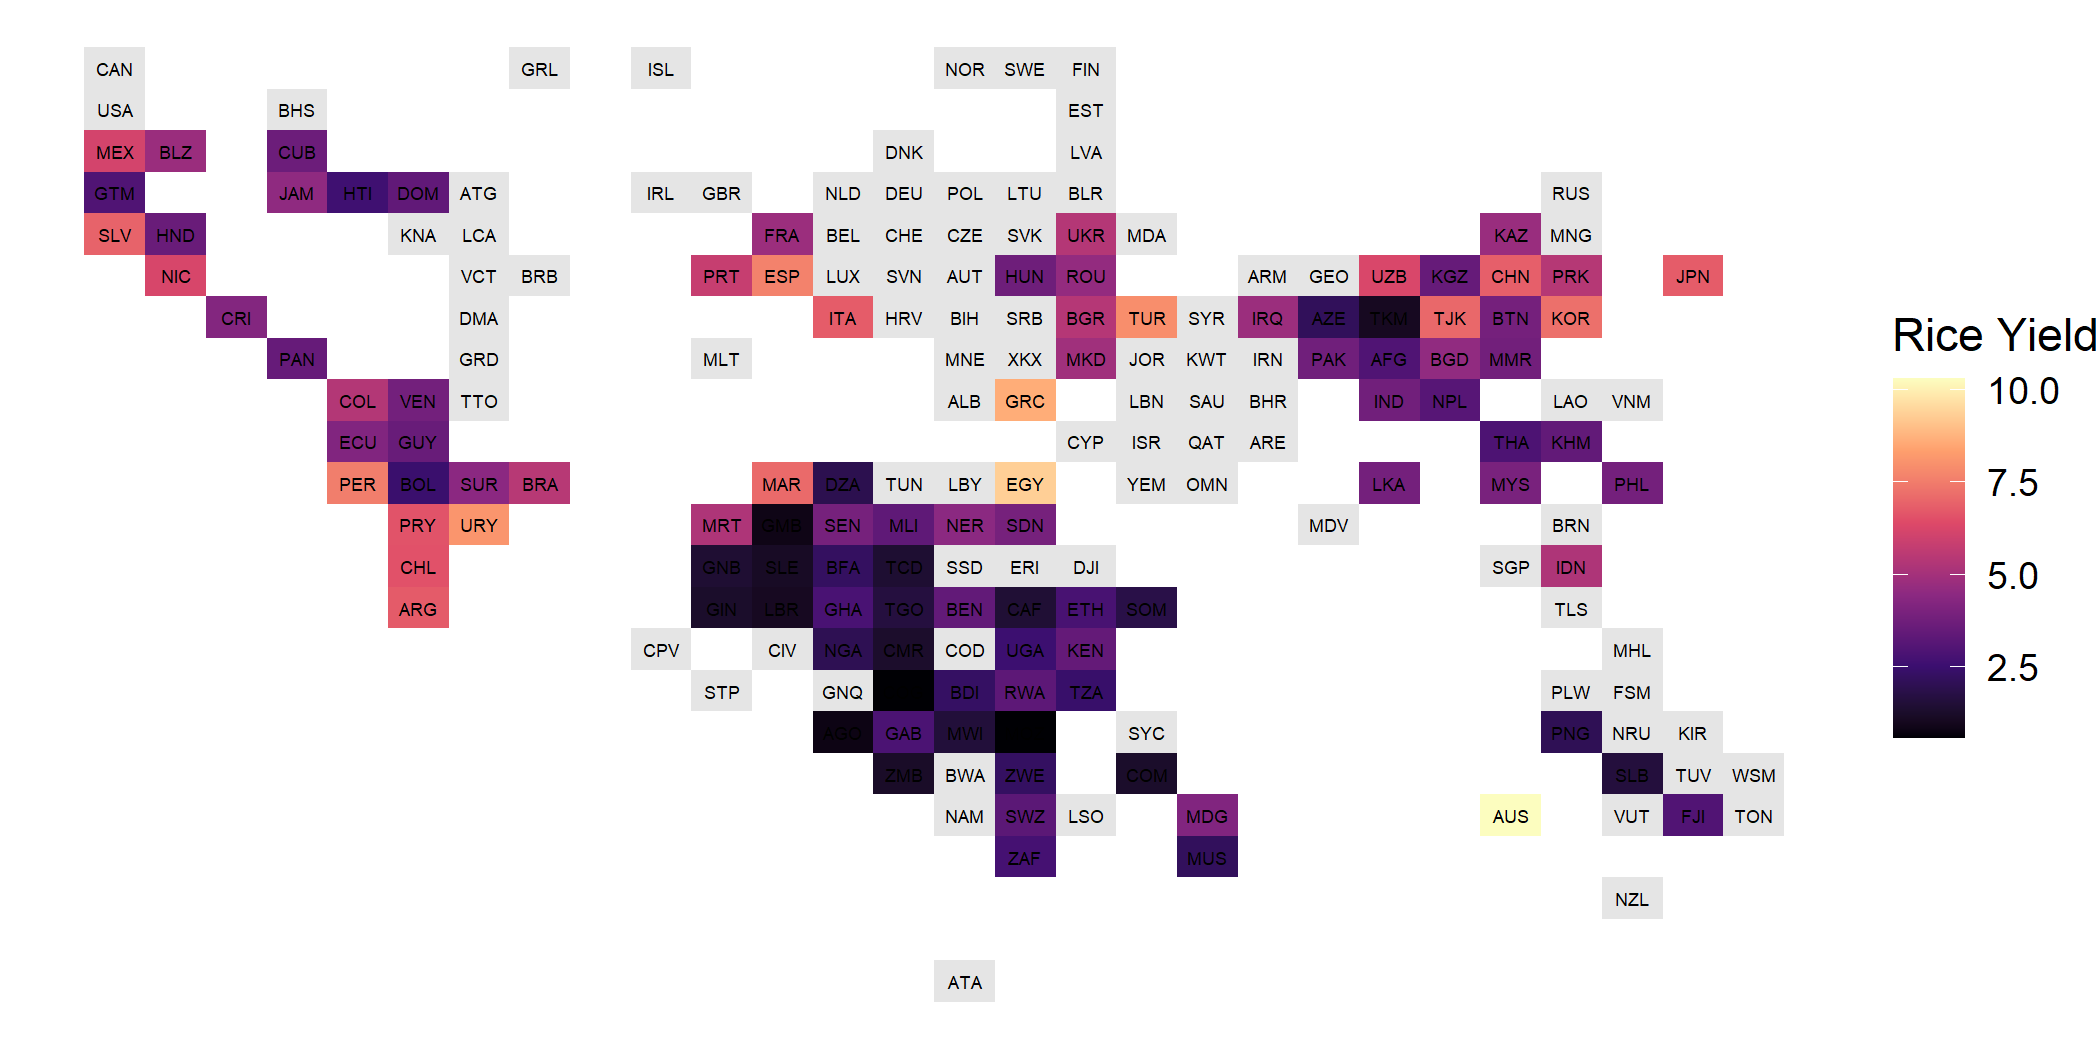 CAN GRL ISL NOR SWE FIN
USA BHS EST
MEX BLZ CUB DNK LVA
GTM JAM HTI DOM ATG IRL GBR NLD DEU POL LTU BLR RUS
SLV HND KNA LCA FRA BEL CHE CZE SVK UKR MDA KAZ MNG
NIC VCT BRB PRT ESP LUX SVN AUT HUN ROU ARM GEO UZB KGZ CHN PRK JPN
CRI DMA ITA HRV BIH SRB BGR TUR SYR IRQ AZE TKM TJK BTN KOR
Rice Yield
PAN GRD MLT MNE XKX MKD JOR KWT IRN PAK AFG BGD MMR
10.0
COL VEN TTO ALB GRC LBN SAU BHR IND NPL LAO VNM
ECU GUY CYP ISR QAT ARE THA KHM
PER BOL SUR BRA MAR DZA TUN LBY EGY YEM OMN LKA MYS PHL
7.5
PRY URY MRT GMB SEN MLI NER SDN MDV BRN
CHL GNB SLE BFA TCD SSD ERI DJI SGP IDN
5.0
ARG GIN LBR GHA TGO BEN CAF ETH SOM TLS
CPV CIV NGA CMR COD UGA KEN MHL
2.5
STP GNQ BDI RWA TZA PLW FSM
AGO GAB MWI SYC PNG NRU KIR
ZMB BWA ZWE COM SLB TUV WSM
NAM SWZ LSO MDG AUS VUT FJI TON
ZAF MUS
NZL
ATA